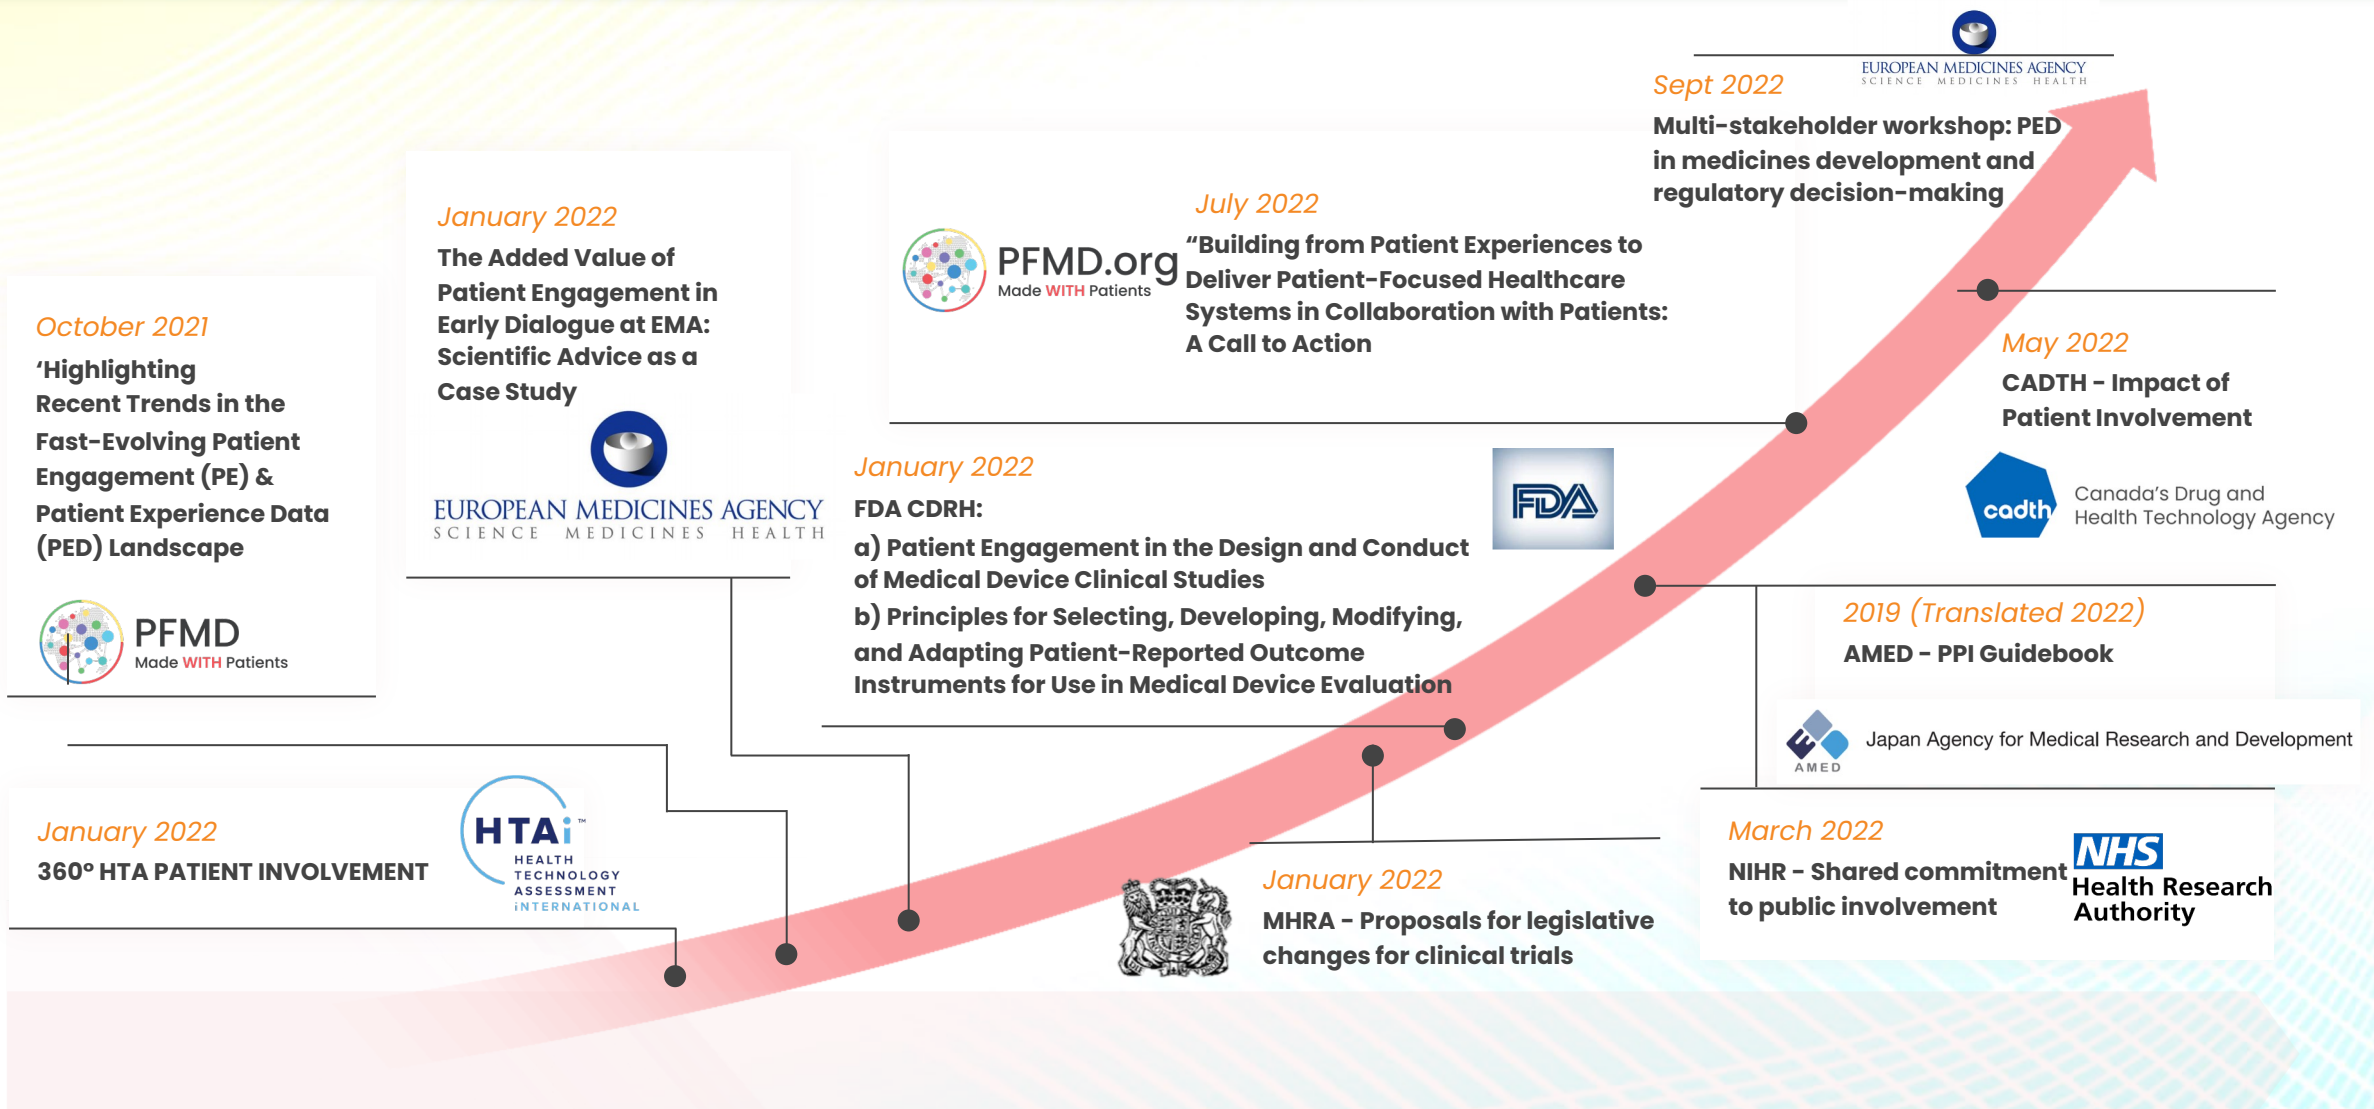 October 2021
‘Highlighting
Recent Trends in the
Fast-Evolving Patient
Engagement (PE) &
Patient Experience Data
(PED) Landscape
PFMD
Made WITH Patients
January 2022
360° HTA PATIENT INVOLVEMENT
HTAi™
HEALTH
TECHNOLOGY
ASSESSMENT
iNTERNATIONAL
January 2022
The Added Value of
Patient Engagement in
Early Dialogue at EMA:
Scientific Advice as a
Case Study
EUROPEAN MEDICINES AGENCY
SCIENCE MEDICINES HEALTH
PFMD.org
Made WITH Patients
July 2022
“Building from Patient Experiences to
Deliver Patient-Focused Healthcare
Systems in Collaboration with Patients:
A Call to Action
January 2022
FDA CDRH:
a) Patient Engagement in the Design and Conduct
of Medical Device Clinical Studies
b) Principles for Selecting, Developing, Modifying,
and Adapting Patient-Reported Outcome
Instruments for Use in Medical Device Evaluation
FDA
January 2022
MHRA - Proposals for legislative
changes for clinical trials
EUROPEAN MEDICINES AGENCY
SCIENCE MEDICINES HEALTH
Sept 2022
Multi-stakeholder workshop: PED
in medicines development and
regulatory decision-making
May 2022
CADTH - Impact of
Patient Involvement
cadth
Canada’s Drug and
Health Technology Agency
2019 (Translated 2022)
AMED - PPI Guidebook
AMED
Japan Agency for Medical Research and Development
March 2022
NIHR - Shared commitment
to public involvement
NHS
Health Research
Authority